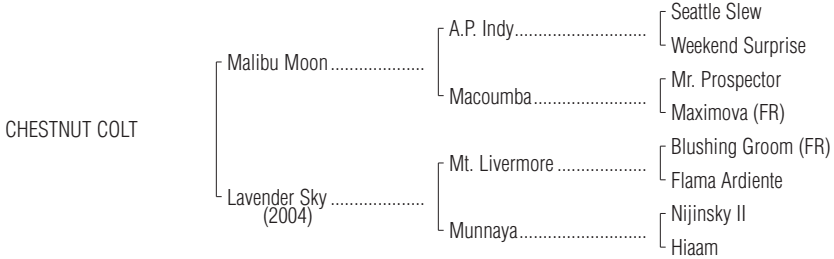 Seattle Slew
A.P. Indy..............................
Weekend Surprise
Malibu Moon.....................
Mr. Prospector
Macoumba.........................
Maximova (FR)
CHESTNUT COLT
Blushing Groom (FR)
Mt. Livermore....................
Flama Ardiente
Lavender Sky.....................
(2004)
Nijinsky II
Munnaya............................
Hiaam